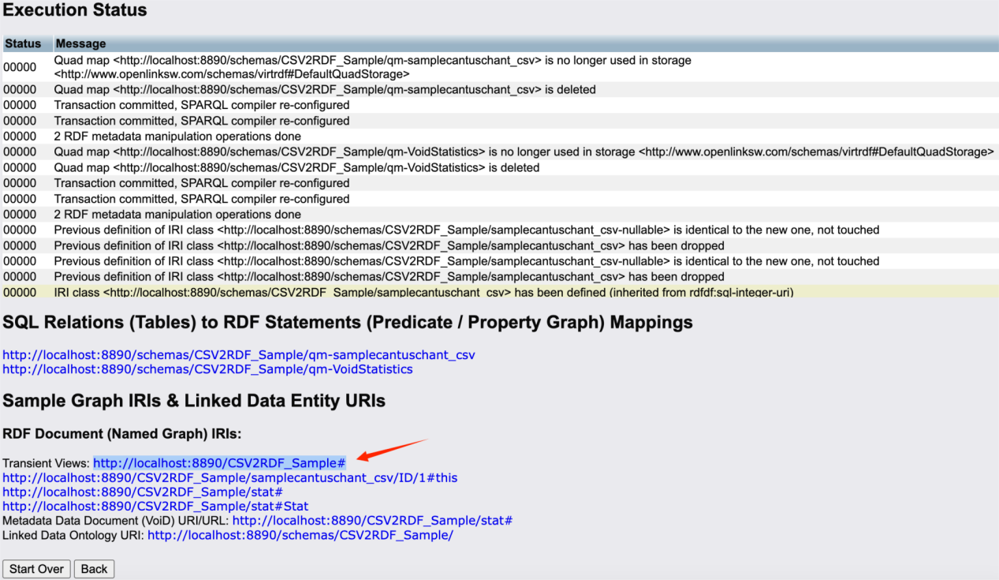 Execution Status
Status Message
00000 Quad map <http://localhost:8890/schemas/CSV2RDF_Sample/qm-samplecantuschant_csv> is no longer used in storage
<http://www.openlinksw.com/schemas/virtrdf#DefaultQuadStorage>
00000 Quad map <http://localhost:8890/schemas/CSV2RDF_Sample/qm-samplecantuschant_csv> is deleted
00000 Transaction committed, SPARQL compiler re-configured
00000 Transaction committed, SPARQL compiler re-configured
00000 2 RDF metadata manipulation operations done
00000 Quad map <http://localhost:8890/schemas/CSV2RDF_Sample/qm-VoidStatistics> is no longer used in storage <http://www.openlinksw.com/schemas/virtrdf#DefaultQuadStorage>
00000 Quad map <http://localhost:8890/schemas/CSV2RDF_Sample/qm-VoidStatistics> is deleted
00000 Transaction committed, SPARQL compiler re-configured
00000 Transaction committed, SPARQL compiler re-configured
00000 2 RDF metadata manipulation operations done
00000 Previous definition of IRI class <http://localhost:8890/schemas/CSV2RDF_Sample/samplecantuschant_csv-nullable> is identical to the new one, not touched
00000 Previous definition of IRI class <http://localhost:8890/schemas/CSV2RDF_Sample/samplecantuschant_csv> has been dropped
00000 Previous definition of IRI class <http://localhost:8890/schemas/CSV2RDF_Sample/samplecantuschant_csv-nullable> is identical to the new one, not touched
00000 Previous definition of IRI class <http://localhost:8890/schemas/CSV2RDF_Sample/samplecantuschant_csv> has been dropped
00000 IRI class <http://localhost:8890/schemas/CSV2RDF_Sample/samplecantuschant_csv> has been defined (inherited from rdfdf:sql-integer-uri)
SQL Relations (Tables) to RDF Statements (Predicate / Property Graph) Mappings
http://localhost:8890/schemas/CSV2RDF_Sample/qm-samplecantuschant_csv
http://localhost:8890/schemas/CSV2RDF_Sample/qm-VoidStatistics
Sample Graph IRIs & Linked Data Entity URIs
RDF Document (Named Graph) IRIs:
Transient Views: http://localhost:8890/CSV2RDF_Sample#
http://localhost:8890/CSV2RDF_Sample/samplecantuschant_csv/ID/1#this
http://localhost:8890/CSV2RDF_Sample/stat#
http://localhost:8890/CSV2RDF_Sample/stat#Stat
Metadata Data Document (VoiD) URI/URL: http://localhost:8890/CSV2RDF_Sample/stat#
Linked Data Ontology URI: http://localhost:8890/schemas/CSV2RDF_Sample/
Start Over Back